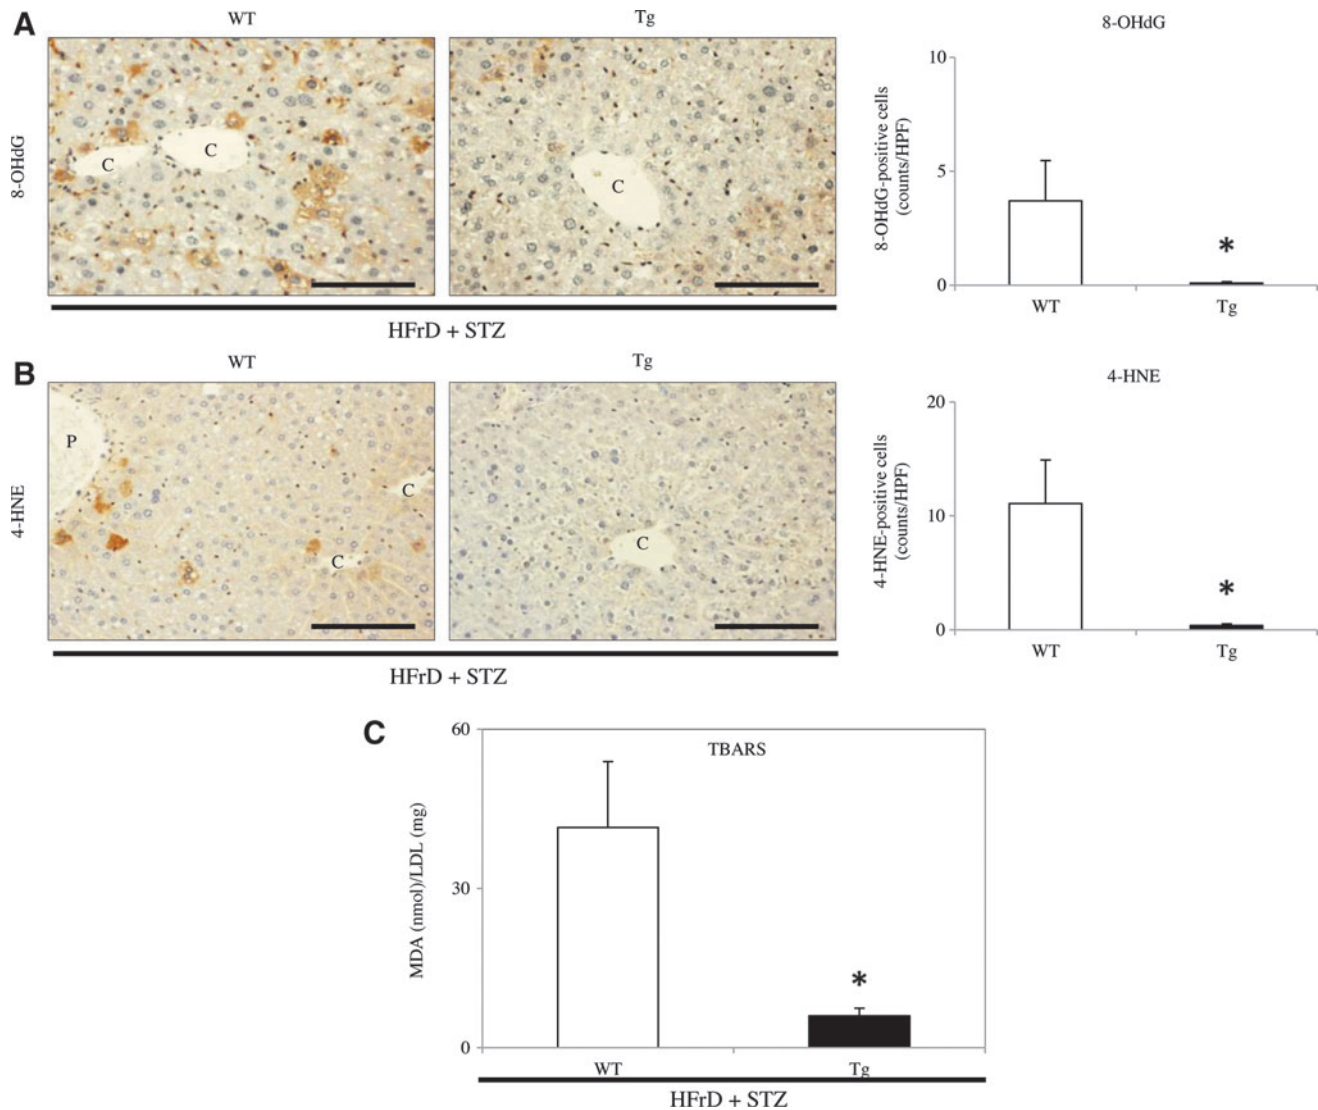 A
WT
Tg
8-OHdG
C
C
C
HFrD + STZ
8-OHdG
8-OHdG-positive cells
(counts/HPF)
10
5
0
*
WT
Tg
B
WT
Tg
4-HNE
P
C
C
C
HFrD + STZ
4-HNE
4-HNE-positive cells
(counts/HPF)
20
10
0
*
WT
Tg
C
TBARS
MDA (nmol)/LDL (mg)
60
30
0
*
WT
Tg
HFrD + STZ